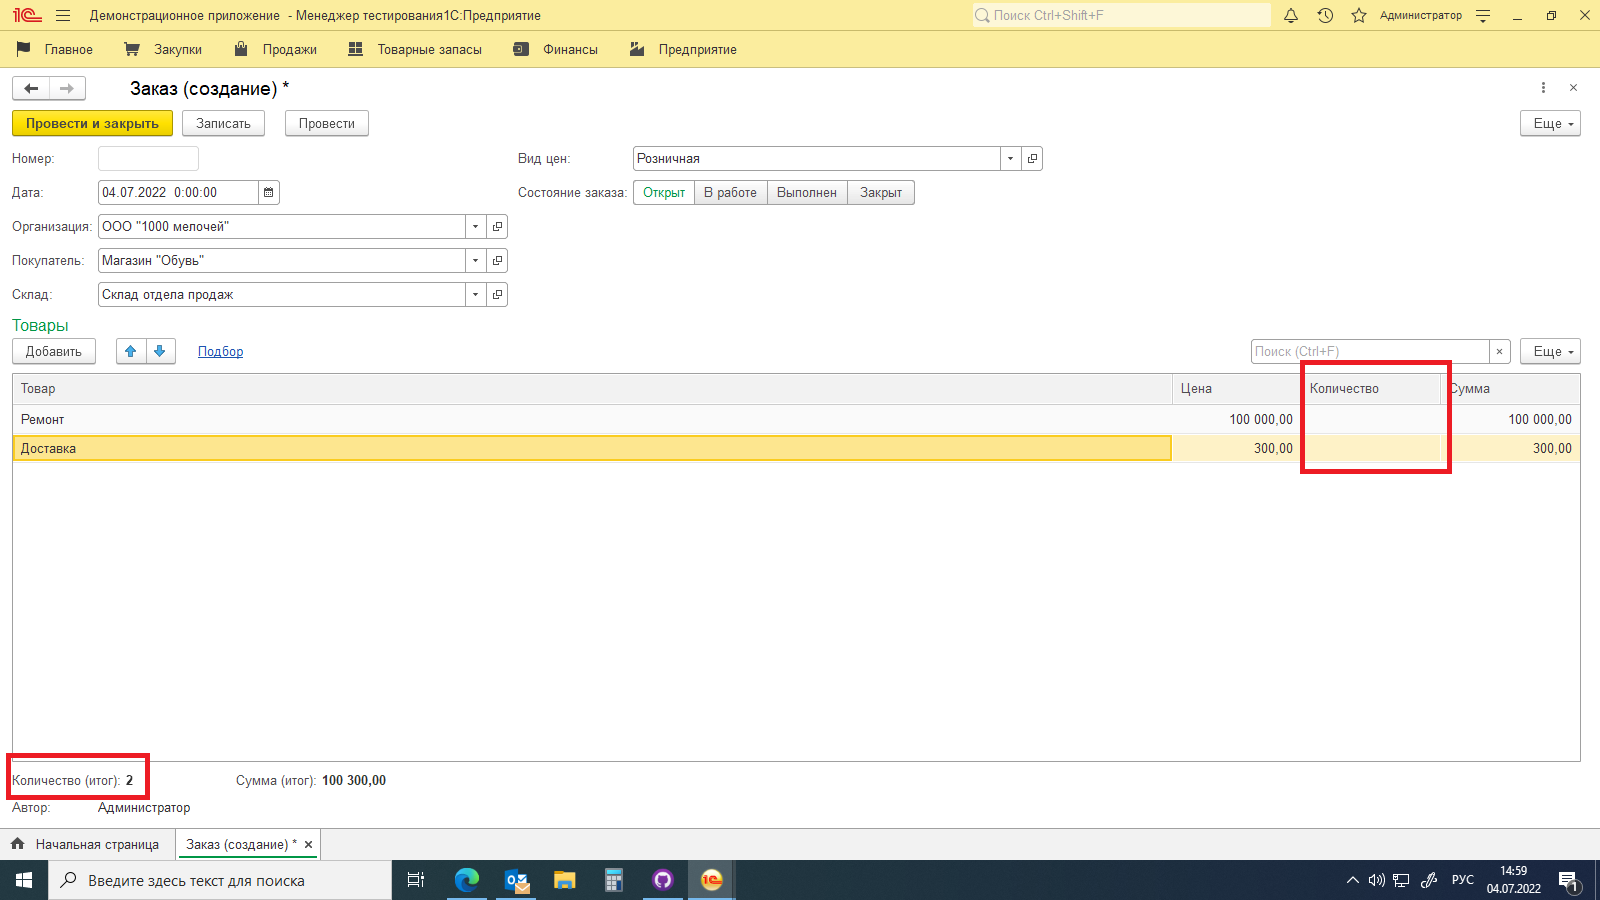 Демонстрационное приложение - Менеджер тестирования1С:Предприятие
Поиск Ctrl+Shift+F
Администратор
Главное
Закупки
Продажи
Товарные запасы
Финансы
Предприятие
Заказ (создание) *
Провести и закрыть
Записать
Провести
Еще
Номер:
Вид цен: Розничная
Дата: 04.07.2022 0:00:00
Состояние заказа: Открыт В работе Выполнен Закрыт
Организация: ООО "1000 мелочей"
Покупатель: Магазин "Обувь"
Склад: Склад отдела продаж
Товары
Добавить
Подбор
Поиск (Ctrl+F)
Еще
Товар Цена Количество Сумма
Ремонт 100 000,00 100 000,00
Доставка 300,00 300,00
Количество (итог): 2 Сумма (итог): 100 300,00
Автор: Администратор
Начальная страница
Заказ (создание) *
Введите здесь текст для поиска
РУС
14:59
04.07.2022
1